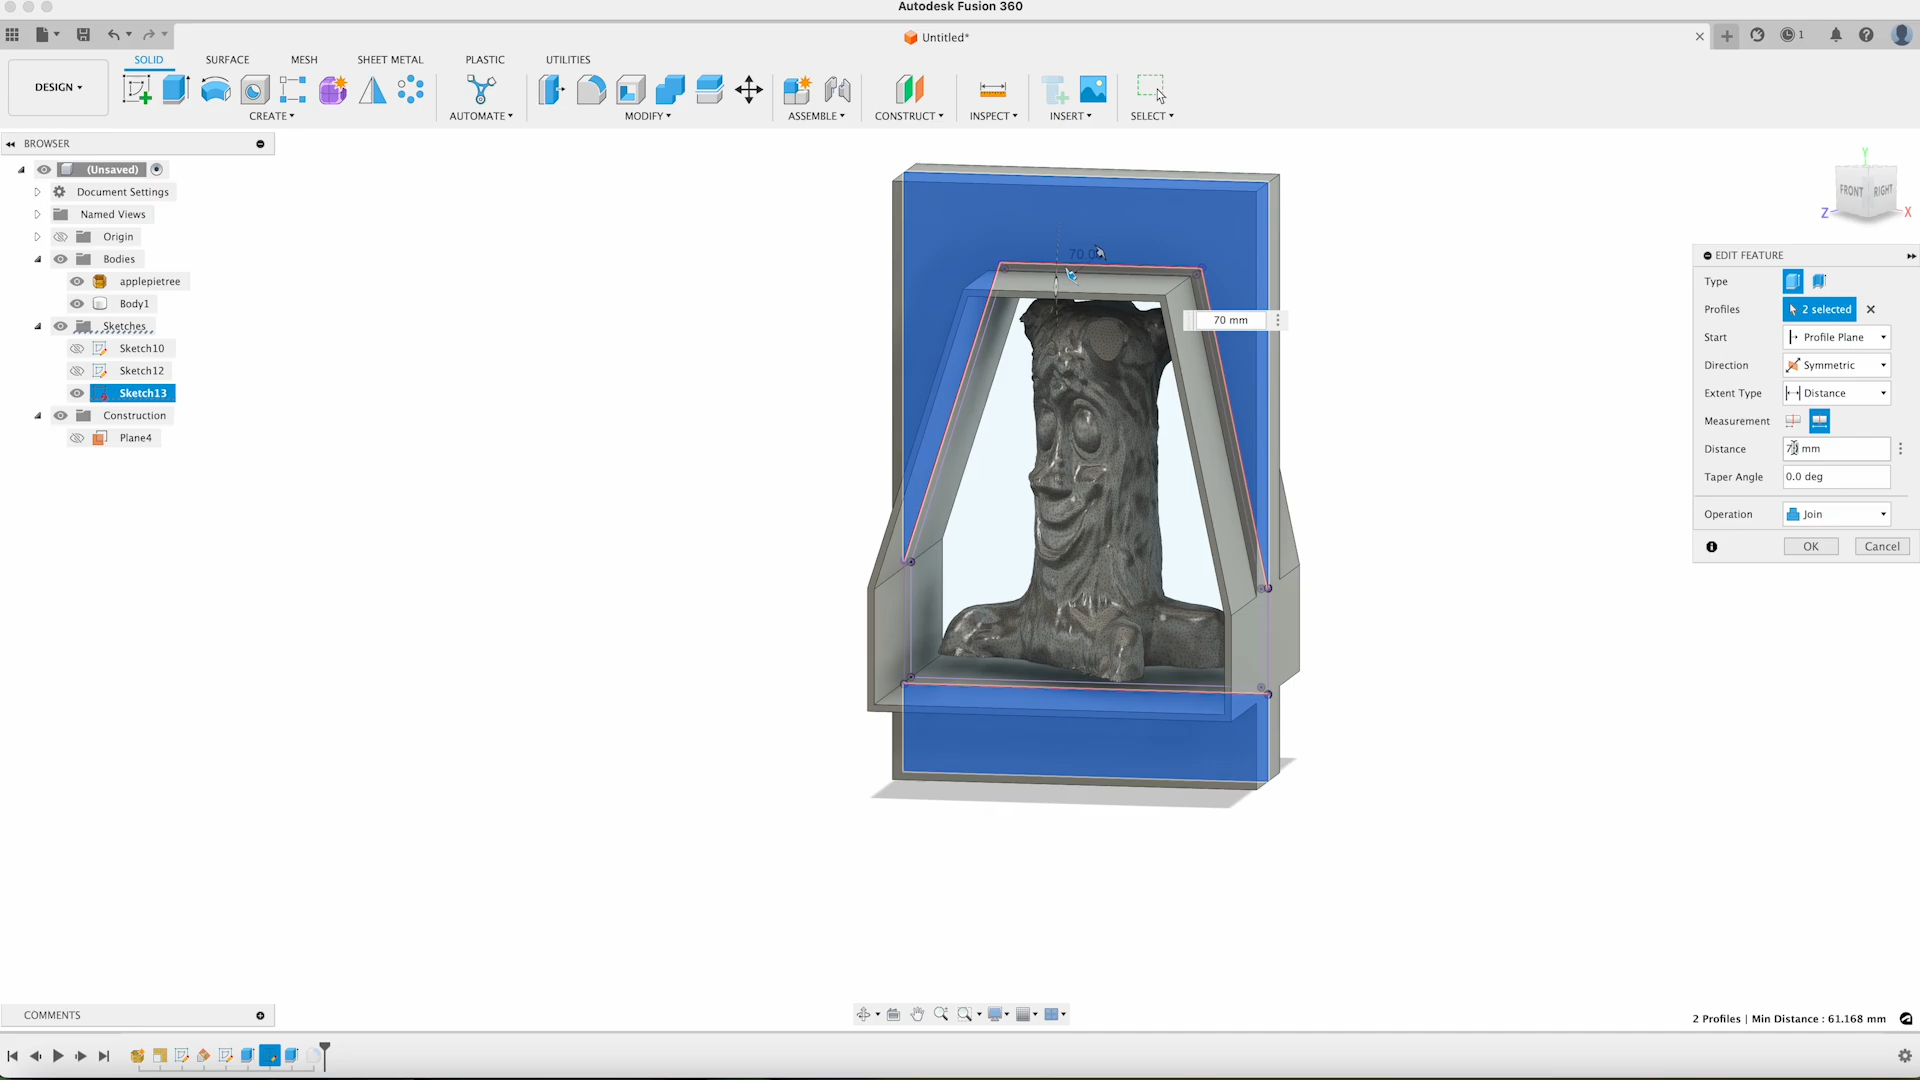 Autodesk Fusion 360
Untitled*
1
SOLID SURFACE MESH SHEET METAL PLASTIC UTILITIES
DESIGN
CREATE AUTOMATE MODIFY ASSEMBLE CONSTRUCT INSPECT INSERT SELECT
BROWSER
(Unsaved)
Document Settings
Named Views
Origin
Bodies
applepietree
Body1
Sketches
Sketch10
Sketch12
Sketch13
Construction
Plane4
70 mm
Y
FRONT RIGHT
Z X
EDIT FEATURE
Type
Profiles 2 selected
Start Profile Plane
Direction Symmetric
Extent Type Distance
Measurement
Distance 70 mm
Taper Angle 0.0 deg
Operation Join
OK Cancel
COMMENTS
2 Profiles | Min Distance : 61.168 mm